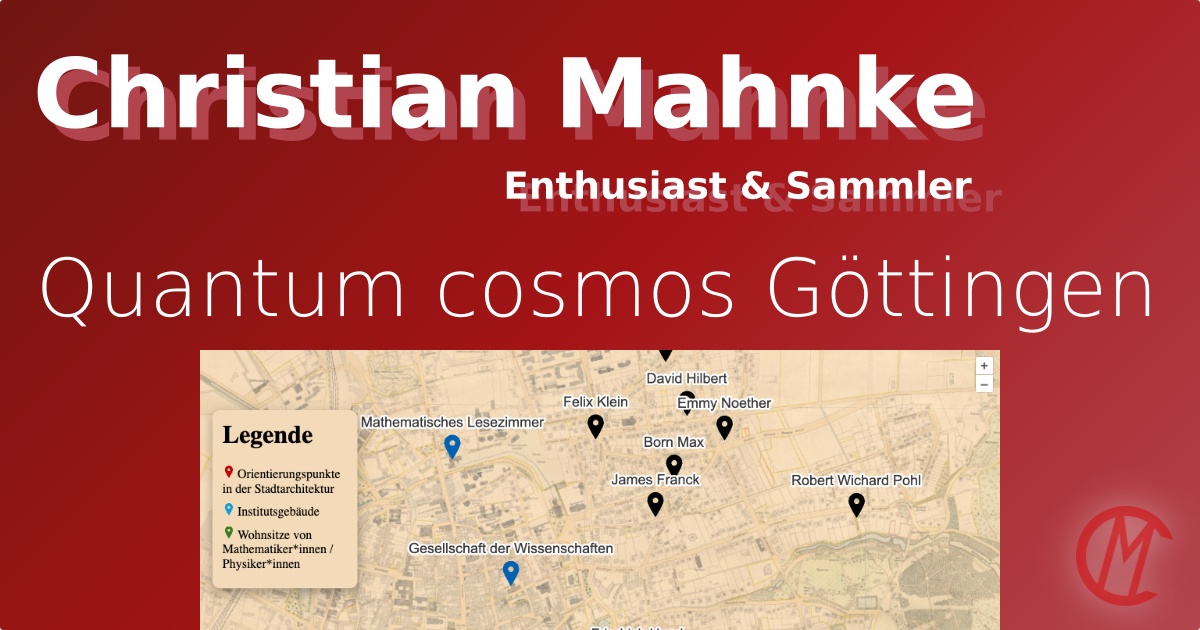 Christian Mahnke
Enthusiast & Sammler
Quantum cosmos Göttingen
David Hilbert
Felix Klein
Emmy Noether
Mathematisches Lesezimmer
Born Max
James Franck
Robert Wichard Pohl
Gesellschaft der Wissenschaften
Legende
Orientierungspunkte
in der Stadtarchitektur
Institutsgebäude
Wohnsitze von
Mathematiker*innen /
Physiker*innen
+
−
CM